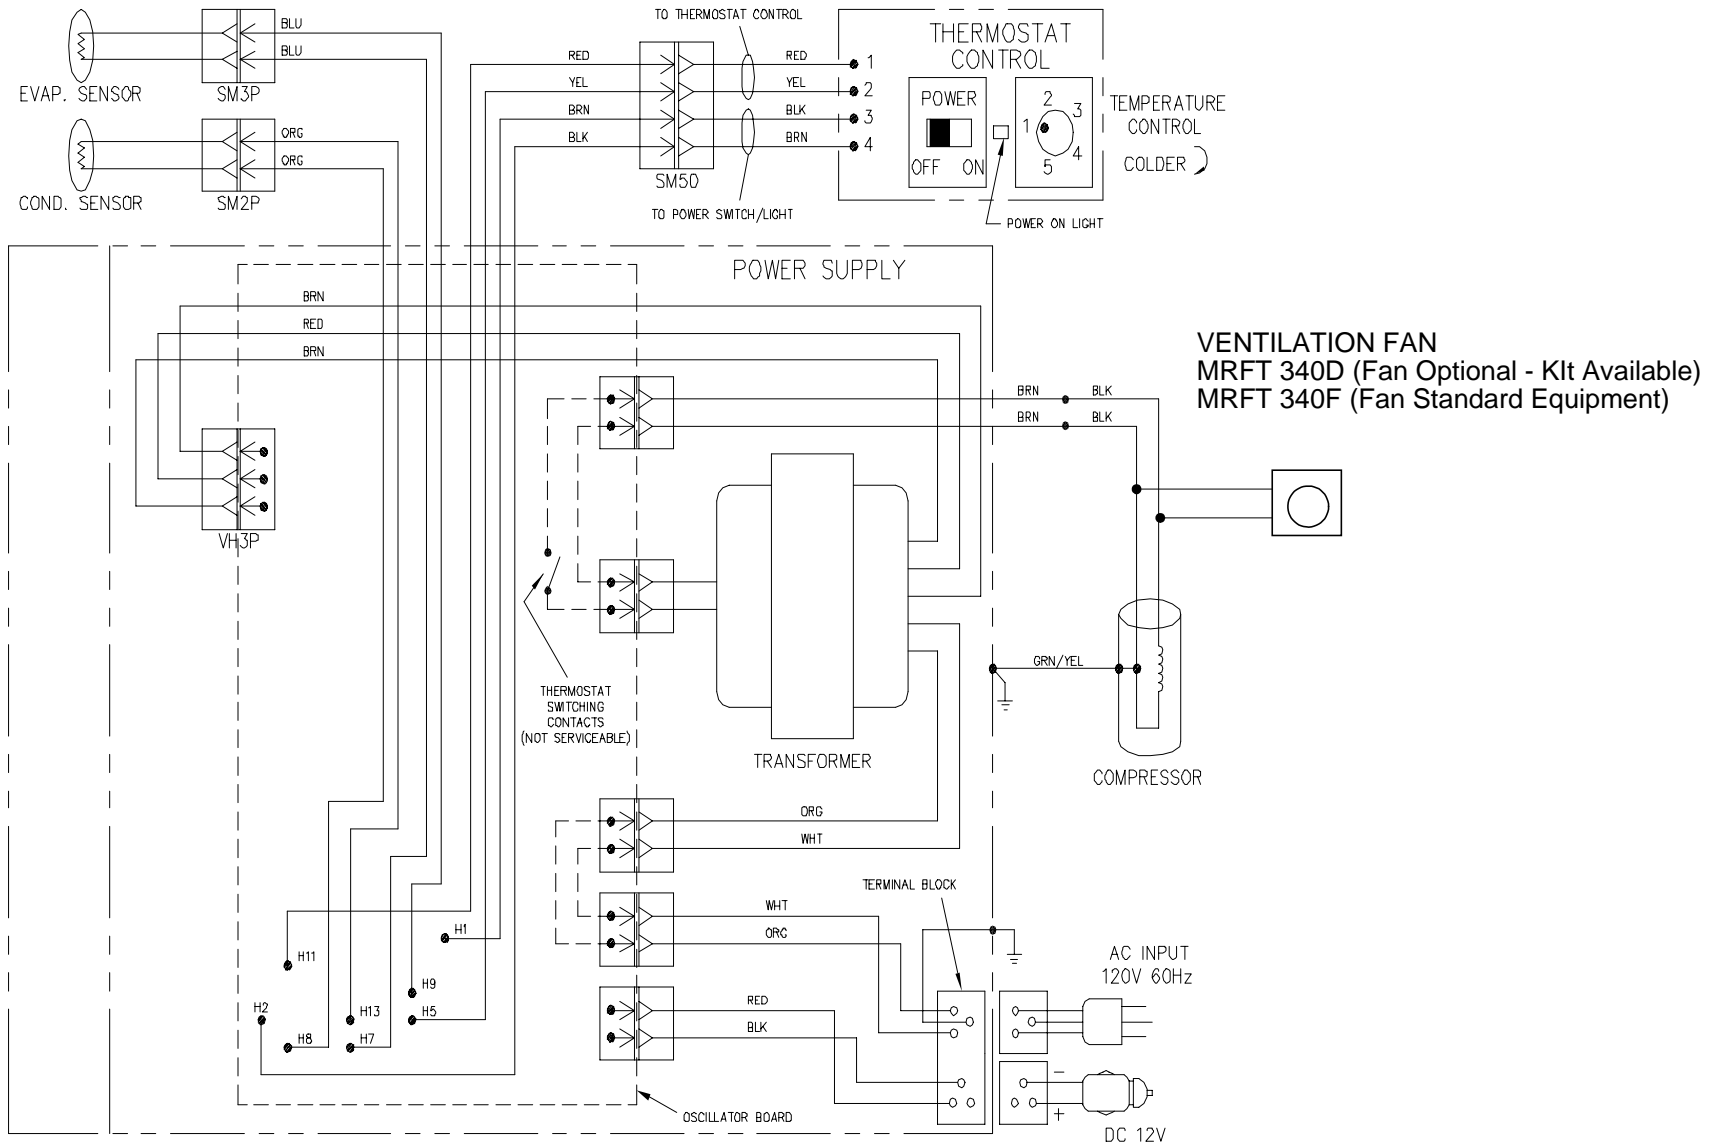 BLU
BLU
EVAP. SENSOR
SM3P
ORG
ORG
COND. SENSOR
SM2P
TO THERMOSTAT CONTROL
RED
YEL
BRN
BLK
RED
YEL
BLK
BRN
SM50
TO POWER SWITCH/LIGHT
1
2
3
4
THERMOSTAT
CONTROL
POWER
OFF ON
1 2 3 4 5
TEMPERATURE
CONTROL
COLDER
POWER ON LIGHT
POWER SUPPLY
BRN
RED
BRN
VH3P
BRN BLK
BRN BLK
VENTILATION FAN
MRFT 340D (Fan Optional - KIt Available)
MRFT 340F (Fan Standard Equipment)
THERMOSTAT
SWITCHING
CONTACTS
(NOT SERVICEABLE)
TRANSFORMER
GRN/YEL
COMPRESSOR
ORG
WHT
TERMINAL BLOCK
WHT
ORG
RED
BLK
H1
H11
H9
H2
H13
H5
H8
H7
OSCILLATOR BOARD
AC INPUT
120V 60Hz
-
+
DC 12V